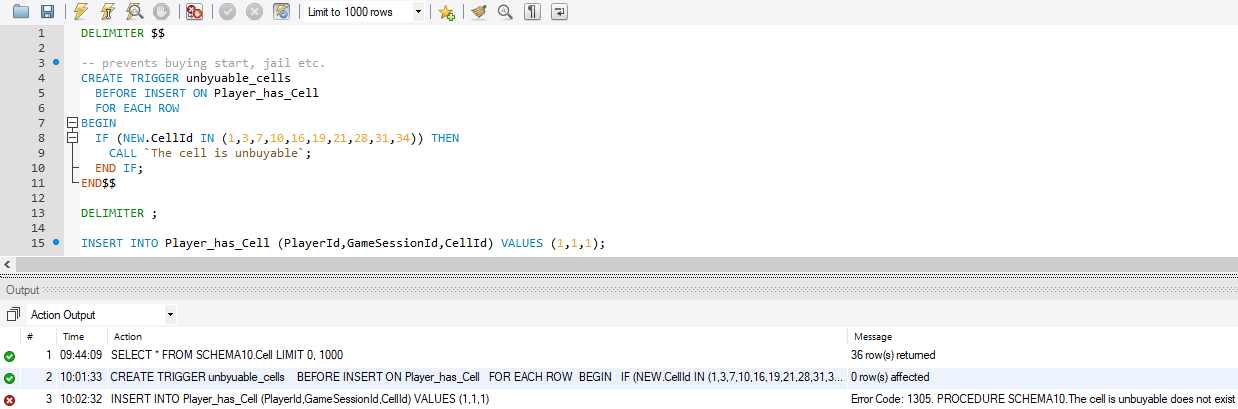 Limit to 1000 rows
1 DELIMITER $$
2
3 -- prevents buying start, jail etc.
4 CREATE TRIGGER unbyuable_cells
5 BEFORE INSERT ON Player_has_Cell
6 FOR EACH ROW
7 BEGIN
8 IF (NEW.CellId IN (1,3,7,10,16,19,21,28,31,34)) THEN
9 CALL `The cell is unbuyable`;
10 END IF;
11 END$$
12
13 DELIMITER ;
14
15 INSERT INTO Player_has_Cell (PlayerId,GameSessionId,CellId) VALUES (1,1,1);
Output
Action Output
# Time Action Message
1 09:44:09 SELECT * FROM SCHEMA10.Cell LIMIT 0, 1000 36 row(s) returned
2 10:01:33 CREATE TRIGGER unbyuable_cells BEFORE INSERT ON Player_has_Cell FOR EACH ROW BEGIN IF (NEW.CellId IN (1,3,7,10,16,19,21,28,31,3... 0 row(s) affected
3 10:02:32 INSERT INTO Player_has_Cell (PlayerId,GameSessionId,CellId) VALUES (1,1,1) Error Code: 1305. PROCEDURE SCHEMA10.The cell is unbuyable does not exist